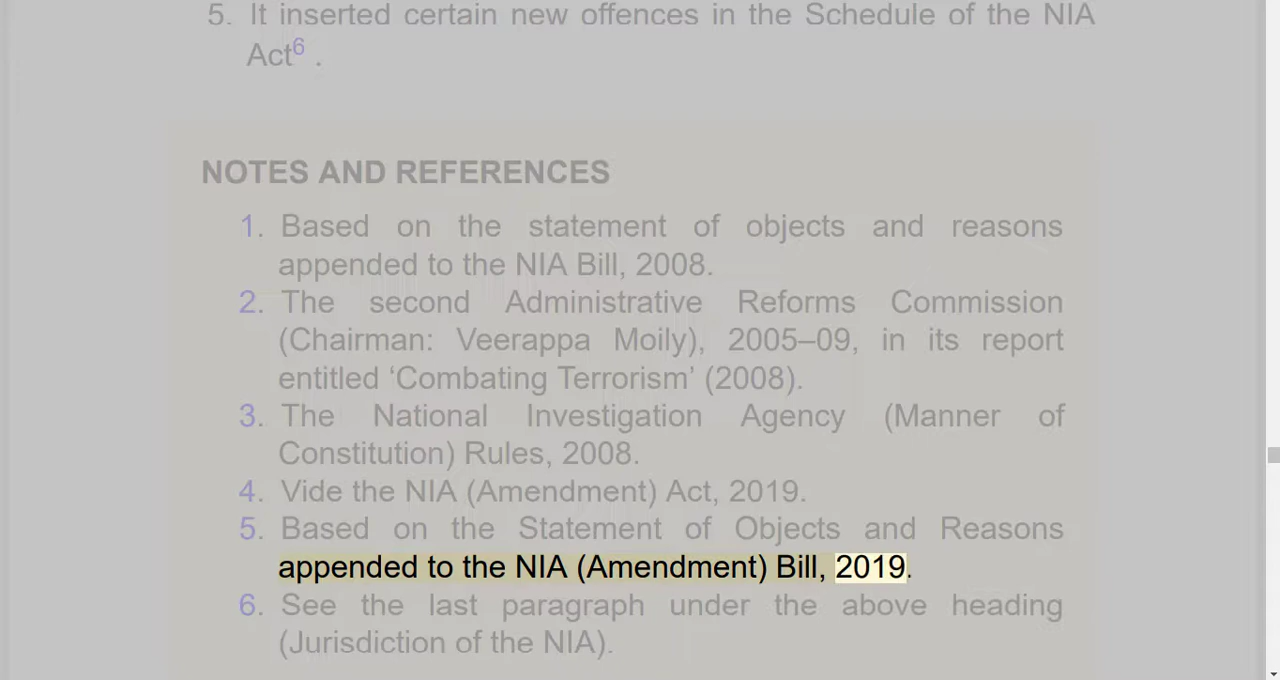 5. It inserted certain new offences in the Schedule of the NIA
Act6 .
NOTES AND REFERENCES
1. Based on the statement of objects and reasons
appended to the NIA Bill, 2008.
2. The second Administrative Reforms Commission
(Chairman: Veerappa Moily), 2005–09, in its report
entitled ‘Combating Terrorism’ (2008).
3. The National Investigation Agency (Manner of
Constitution) Rules, 2008.
4. Vide the NIA (Amendment) Act, 2019.
5. Based on the Statement of Objects and Reasons
appended to the NIA (Amendment) Bill, 2019.
6. See the last paragraph under the above heading
(Jurisdiction of the NIA).